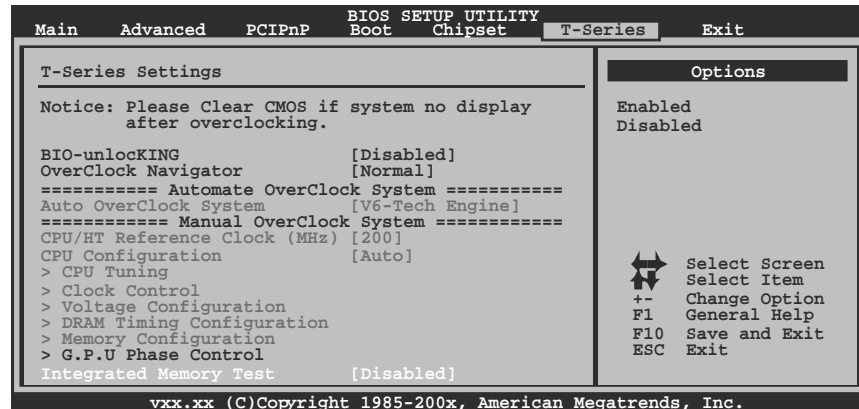 BIOS SETUP UTILITY
Main Advanced PCIPnP Boot Chipset T-Series Exit
T-Series Settings
Notice: Please Clear CMOS if system no display
after overclocking.
BIO-unlocKING [Disabled]
OverClock Navigator [Normal]
=========== Automate OverClock System ===========
Auto OverClock System [V6-Tech Engine]
============ Manual OverClock System ============
CPU/HT Reference Clock (MHz) [200]
CPU Configuration [Auto]
> CPU Tuning
> Clock Control
> Voltage Configuration
> DRAM Timing Configuration
> Memory Configuration
> G.P.U Phase Control
Integrated Memory Test [Disabled]
Options
Enabled
Disabled
Select Screen
Select Item
+- Change Option
F1 General Help
F10 Save and Exit
ESC Exit
vxx.xx (C)Copyright 1985-200x, American Megatrends, Inc.